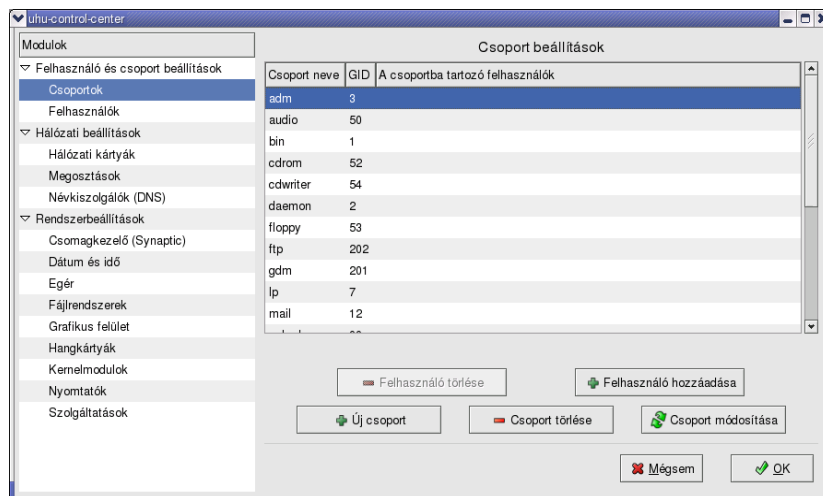 uhu-control-center
Modulok
Felhasználó és csoport beállítások
Csoportok
Felhasználók
Hálózati beállítások
Hálózati kártyák
Megosztások
Névkiszolgálók (DNS)
Rendszerbeállítások
Csomagkezelő (Synaptic)
Dátum és idő
Egér
Fájlrendszerek
Grafikus felület
Hangkártyák
Kernelmodulok
Nyomtatók
Szolgáltatások
Csoport beállítások
Csoport neve GID A csoportba tartozó felhasználók
adm 3
audio 50
bin 1
cdrom 52
cdwriter 54
daemon 2
floppy 53
ftp 202
gdm 201
lp 7
mail 12
Felhasználó törlése Felhasználó hozzáadása
Új csoport Csoport törlése Csoport módosítása
Mégsem OK